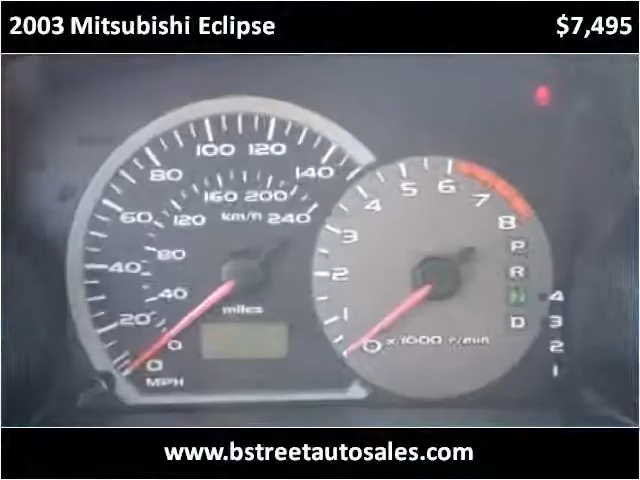 2003 Mitsubishi Eclipse $7,495
100 120
80 140
160 200
60 120 km/h 240
80
40 40
miles
20
0 0
MPH
1 2 3 4 5 6 7 8
0 x1000 r/min
P
R
N 4
D 3
2
1
www.bstreetautosales.com